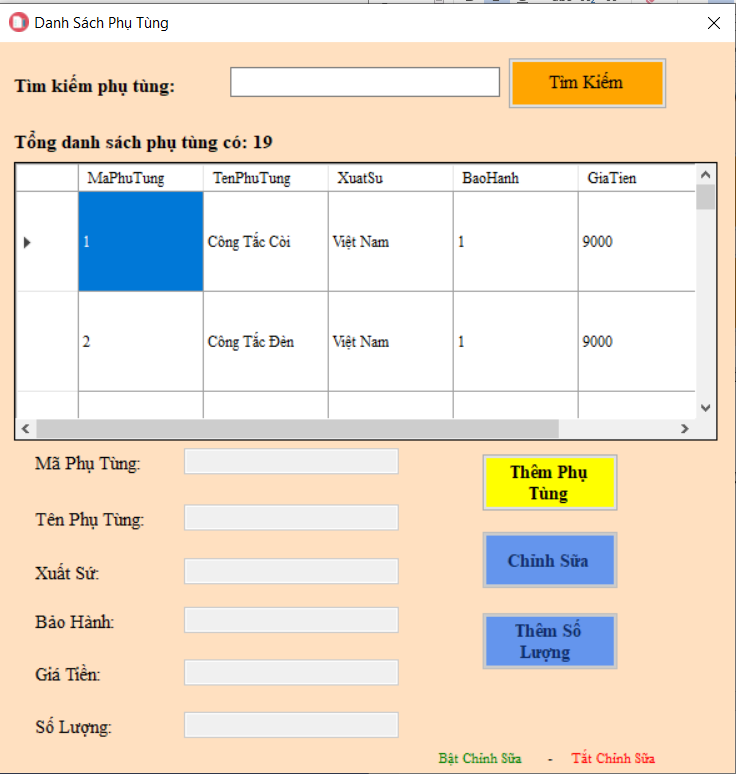 Danh Sách Phụ Tùng
Tìm kiếm phụ tùng:
Tìm Kiếm
Tổng danh sách phụ tùng có: 19
MaPhuTung TenPhuTung XuatSu BaoHanh GiaTien
1 Công Tắc Còi Việt Nam 1 9000
2 Công Tắc Đèn Việt Nam 1 9000
Mã Phụ Tùng:
Thêm Phụ
Tùng
Tên Phụ Tùng:
Chỉnh Sữa
Xuất Sứ:
Bảo Hành:
Thêm Số
Lượng
Giá Tiền:
Số Lượng:
Bật Chỉnh Sữa - Tắt Chỉnh Sữa